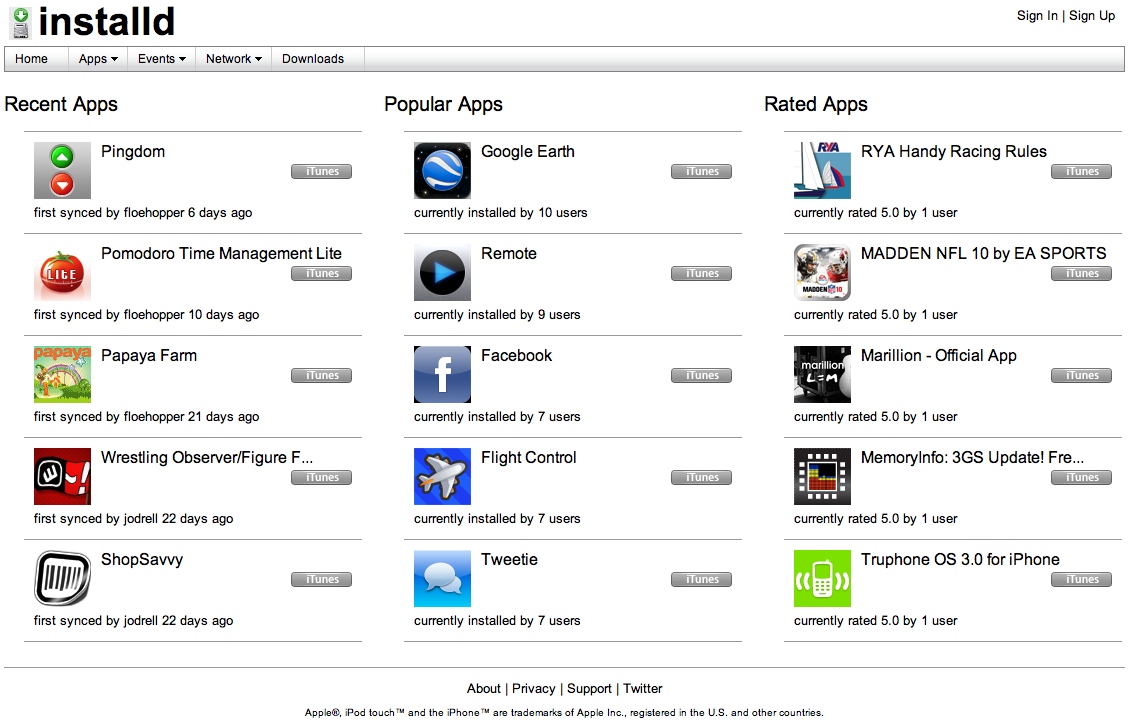 installd
Sign In | Sign Up
Home Apps Events Network Downloads
Recent Apps
Pingdom
iTunes
first synced by floehopper 6 days ago
LITE
Pomodoro Time Management Lite
iTunes
first synced by floehopper 10 days ago
papaya
Papaya Farm
iTunes
first synced by floehopper 21 days ago
Wrestling Observer/Figure F...
iTunes
first synced by jodrell 22 days ago
ShopSavvy
iTunes
first synced by jodrell 22 days ago
Popular Apps
Google Earth
iTunes
currently installed by 10 users
Remote
iTunes
currently installed by 9 users
f
Facebook
iTunes
currently installed by 7 users
Flight Control
iTunes
currently installed by 7 users
Tweetie
iTunes
currently installed by 7 users
Rated Apps
RYA
RYA Handy Racing Rules
iTunes
currently rated 5.0 by 1 user
MADDEN NFL 10
MADDEN NFL 10 by EA SPORTS
iTunes
currently rated 5.0 by 1 user
marillion
Marillion - Official App
iTunes
currently rated 5.0 by 1 user
MemoryInfo: 3GS Update! Fre...
iTunes
currently rated 5.0 by 1 user
Truphone OS 3.0 for iPhone
iTunes
currently rated 5.0 by 1 user
About | Privacy | Support | Twitter
Apple®, iPod touch™ and the iPhone™ are trademarks of Apple Inc., registered in the U.S. and other countries.